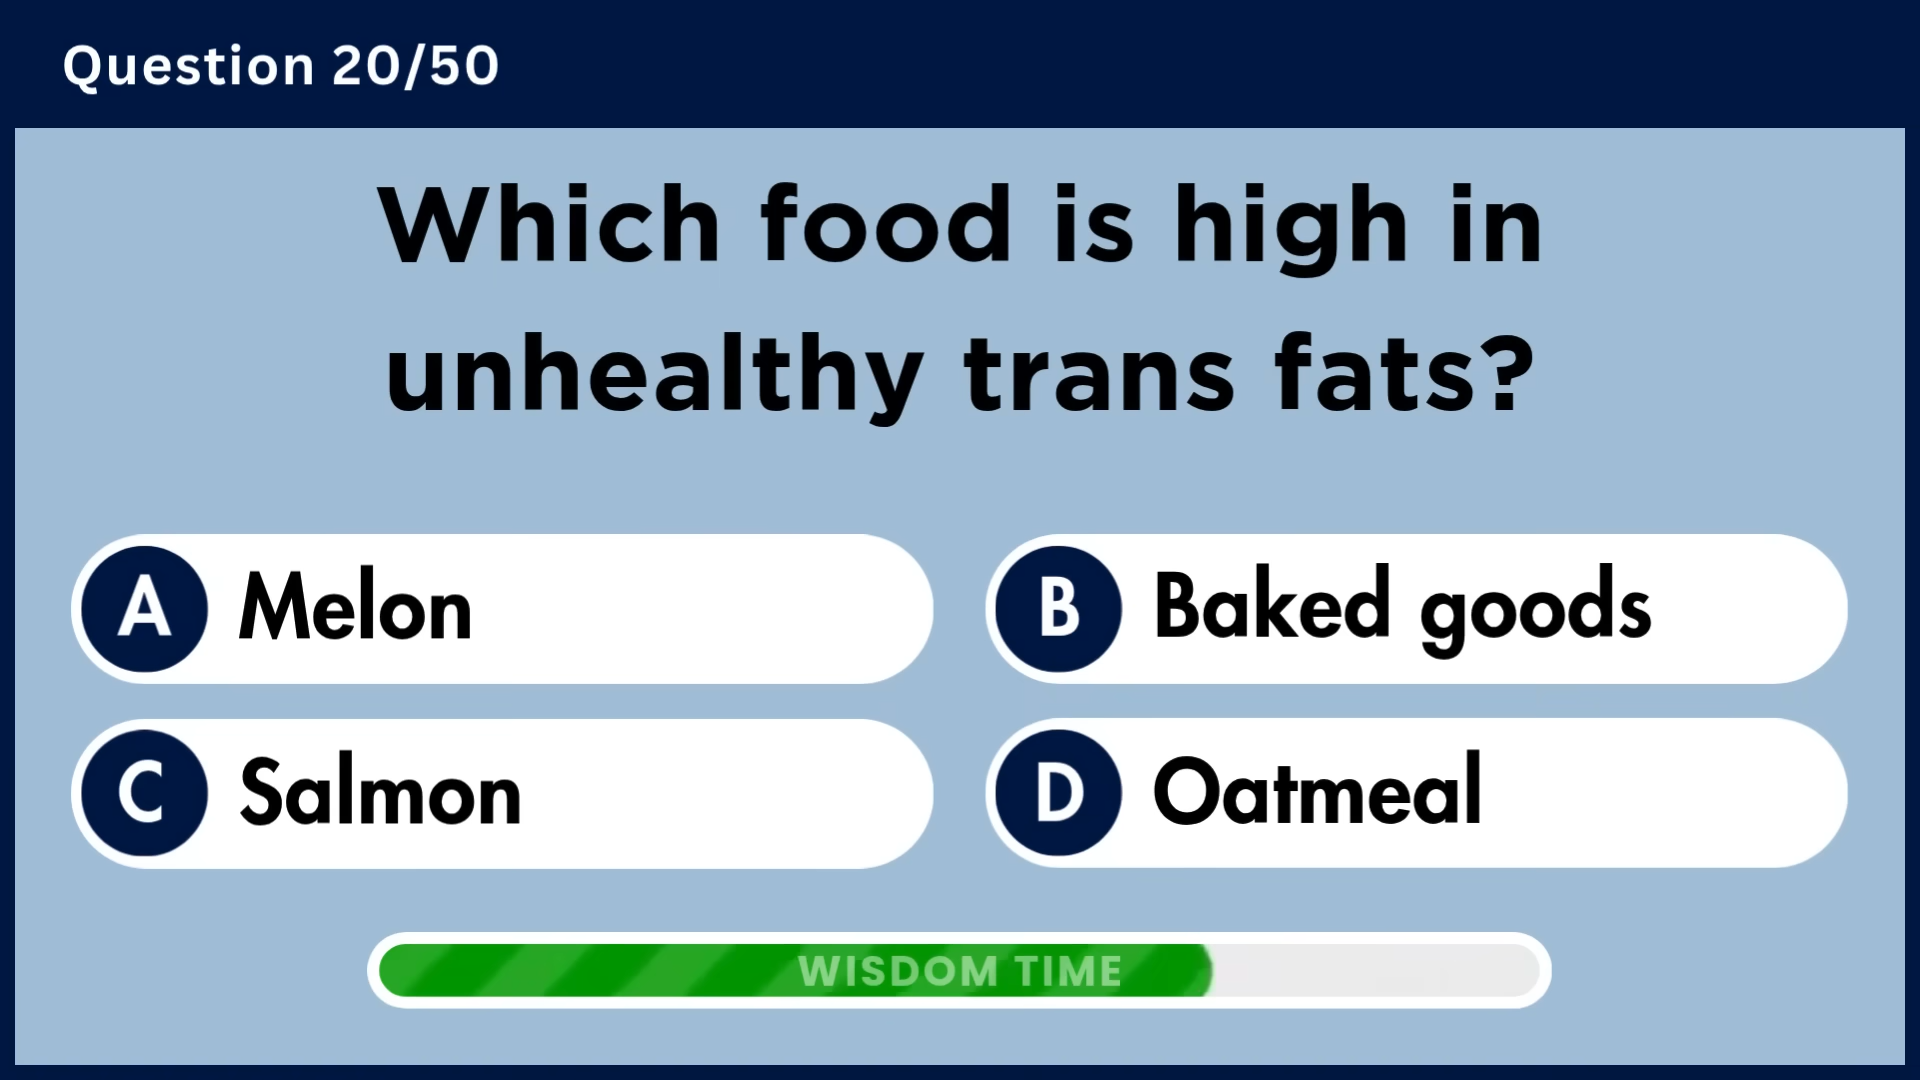 Question 20/50
Which food is high in
unhealthy trans fats?
A Melon
B Baked goods
C Salmon
D Oatmeal
WISDOM TIME